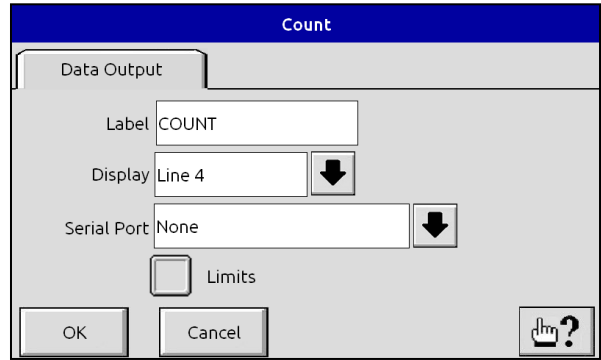 Count
Data Output
Label COUNT
Display Line 4
Serial Port None
Limits
OK Cancel ?